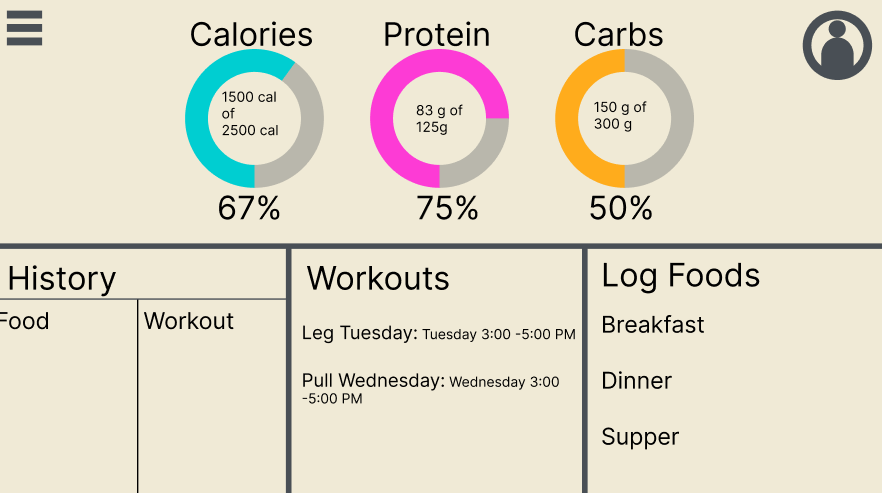 Calories
Protein
Carbs
1500 cal
of
2500 cal
83 g of
125g
150 g of
300 g
67%
75%
50%
History
Food
Workout
Workouts
Leg Tuesday: Tuesday 3:00 -5:00 PM
Pull Wednesday: Wednesday 3:00
-5:00 PM
Log Foods
Breakfast
Dinner
Supper